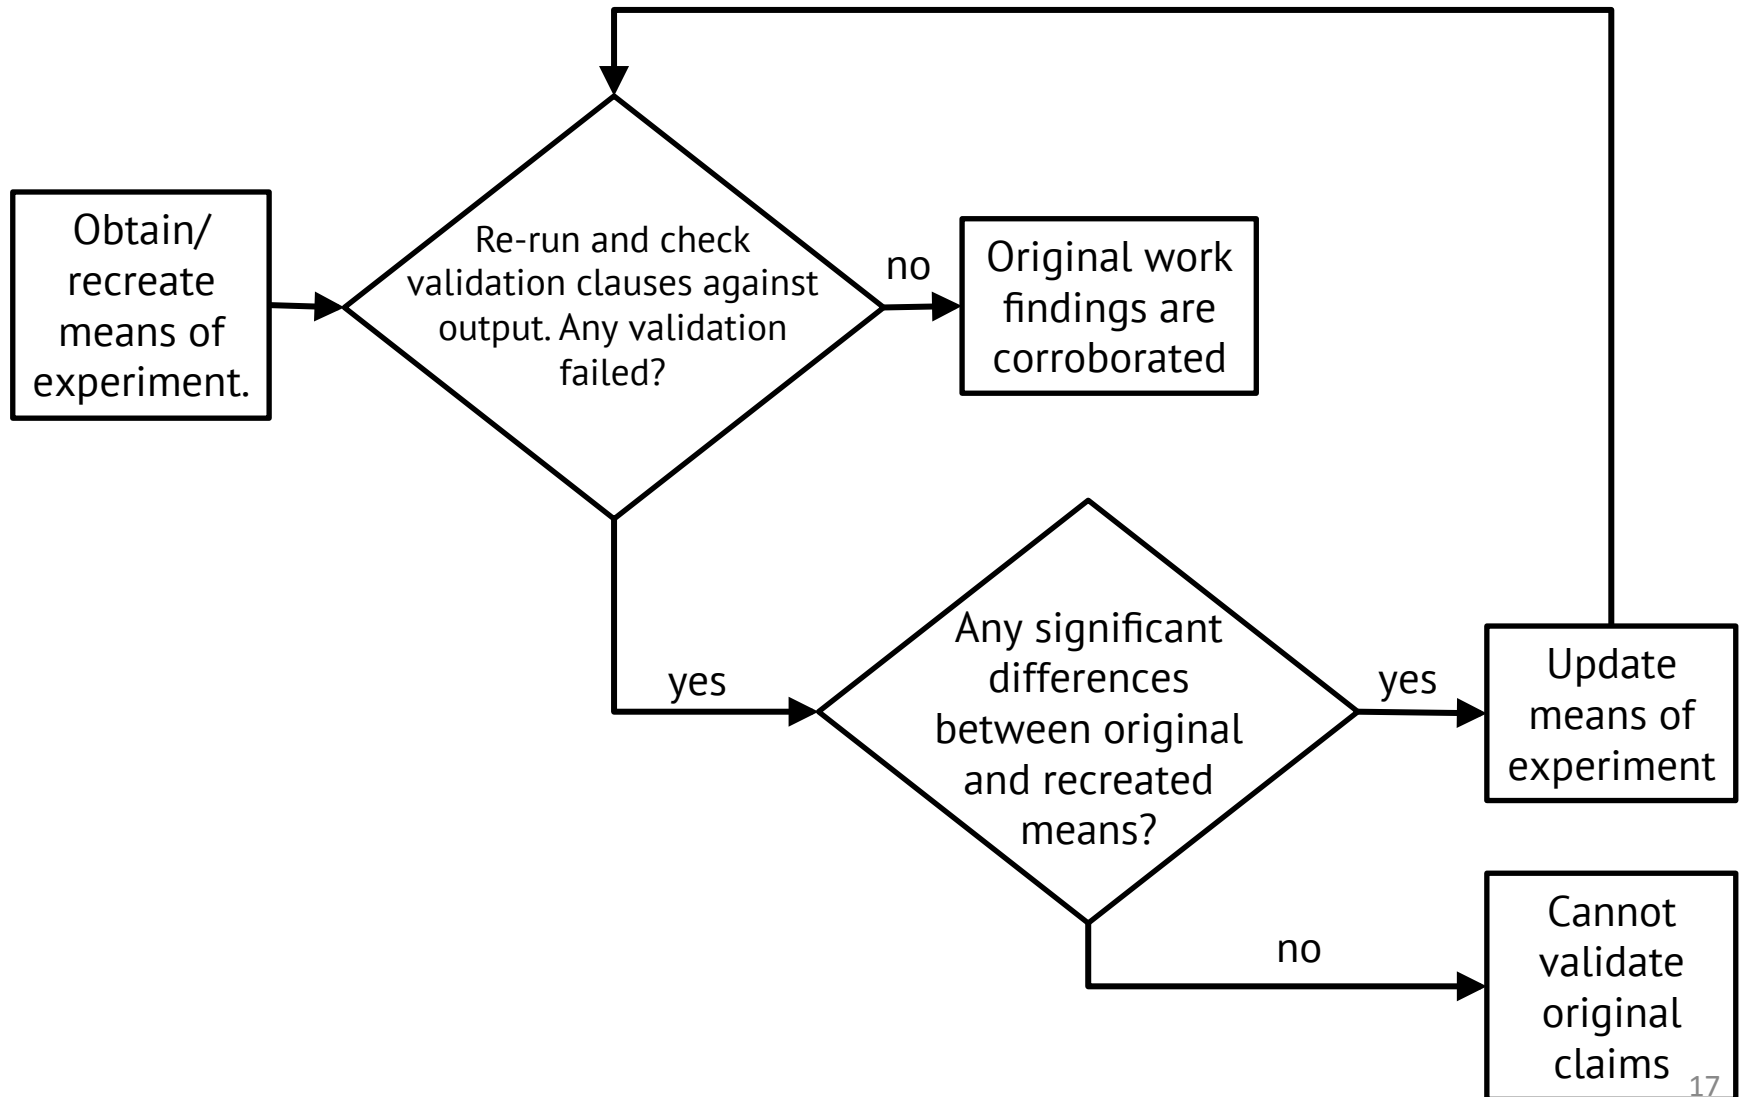 Obtain/
recreate
means of
experiment.
Re-run and check
validation clauses against
output. Any validation
failed?
no
Original work
findings are
corroborated
yes
Any significant
differences
between original
and recreated
means?
yes
Update
means of
experiment
no
Cannot
validate
original
claims
17